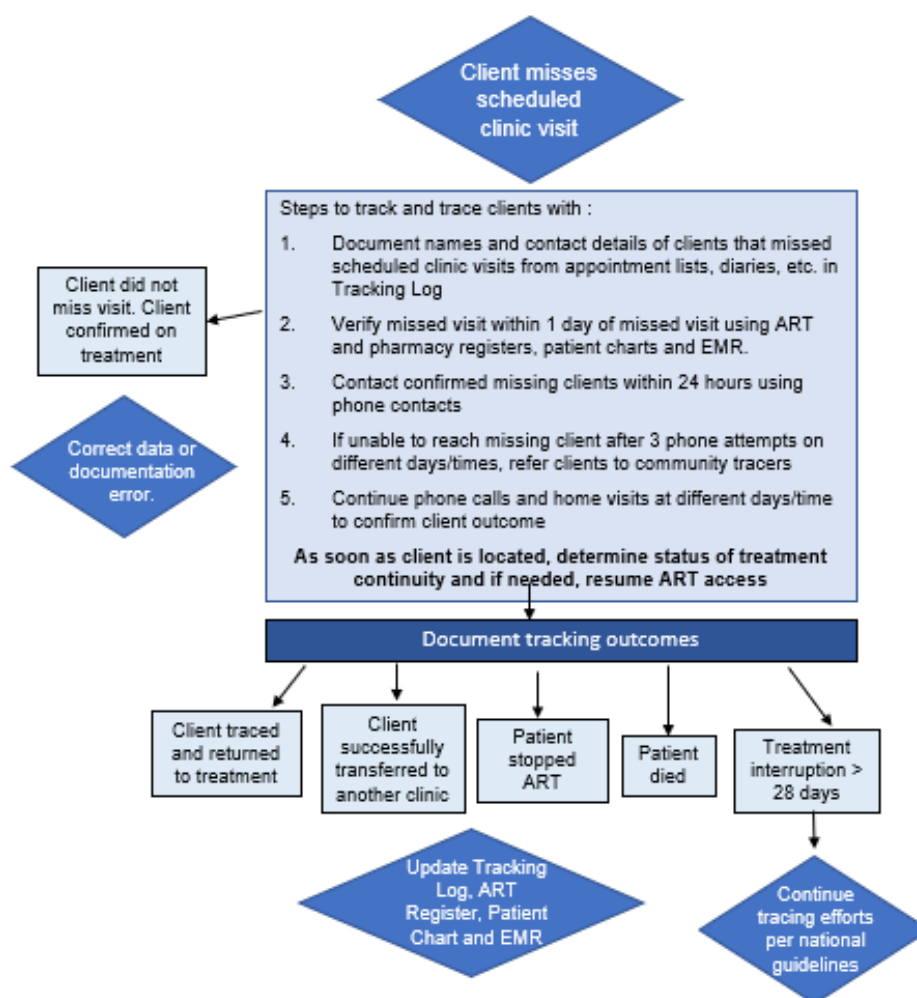 Client misses
scheduled
clinic visit
Steps to track and trace clients with :
1. Document names and contact details of clients that missed
scheduled clinic visits from appointment lists, diaries, etc. in
Tracking Log
2. Verify missed visit within 1 day of missed visit using ART
and pharmacy registers, patient charts and EMR.
3. Contact confirmed missing clients within 24 hours using
phone contacts
4. If unable to reach missing client after 3 phone attempts on
different days/times, refer clients to community tracers
5. Continue phone calls and home visits at different days/time
to confirm client outcome
As soon as client is located, determine status of treatment
continuity and if needed, resume ART access
Client did not
miss visit. Client
confirmed on
treatment
Correct data or
documentation
error.
Document tracking outcomes
Client traced
and returned
to treatment
Client
successfully
transferred to
another clinic
Patient
stopped
ART
Patient
died
Treatment
interruption >
28 days
Update Tracking
Log, ART
Register, Patient
Chart and EMR
Continue
tracing efforts
per national
guidelines